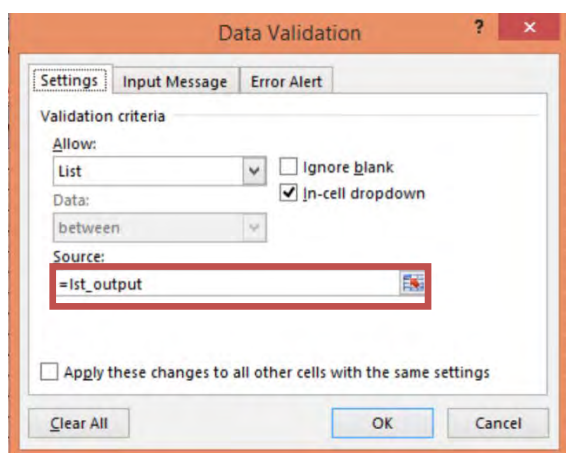 Data Validation ?
Settings Input Message Error Alert
Validation criteria
Allow:
List Ignore blank
Data: In-cell dropdown
between
Source:
=lst_output
Apply these changes to all other cells with the same settings
Clear All OK Cancel